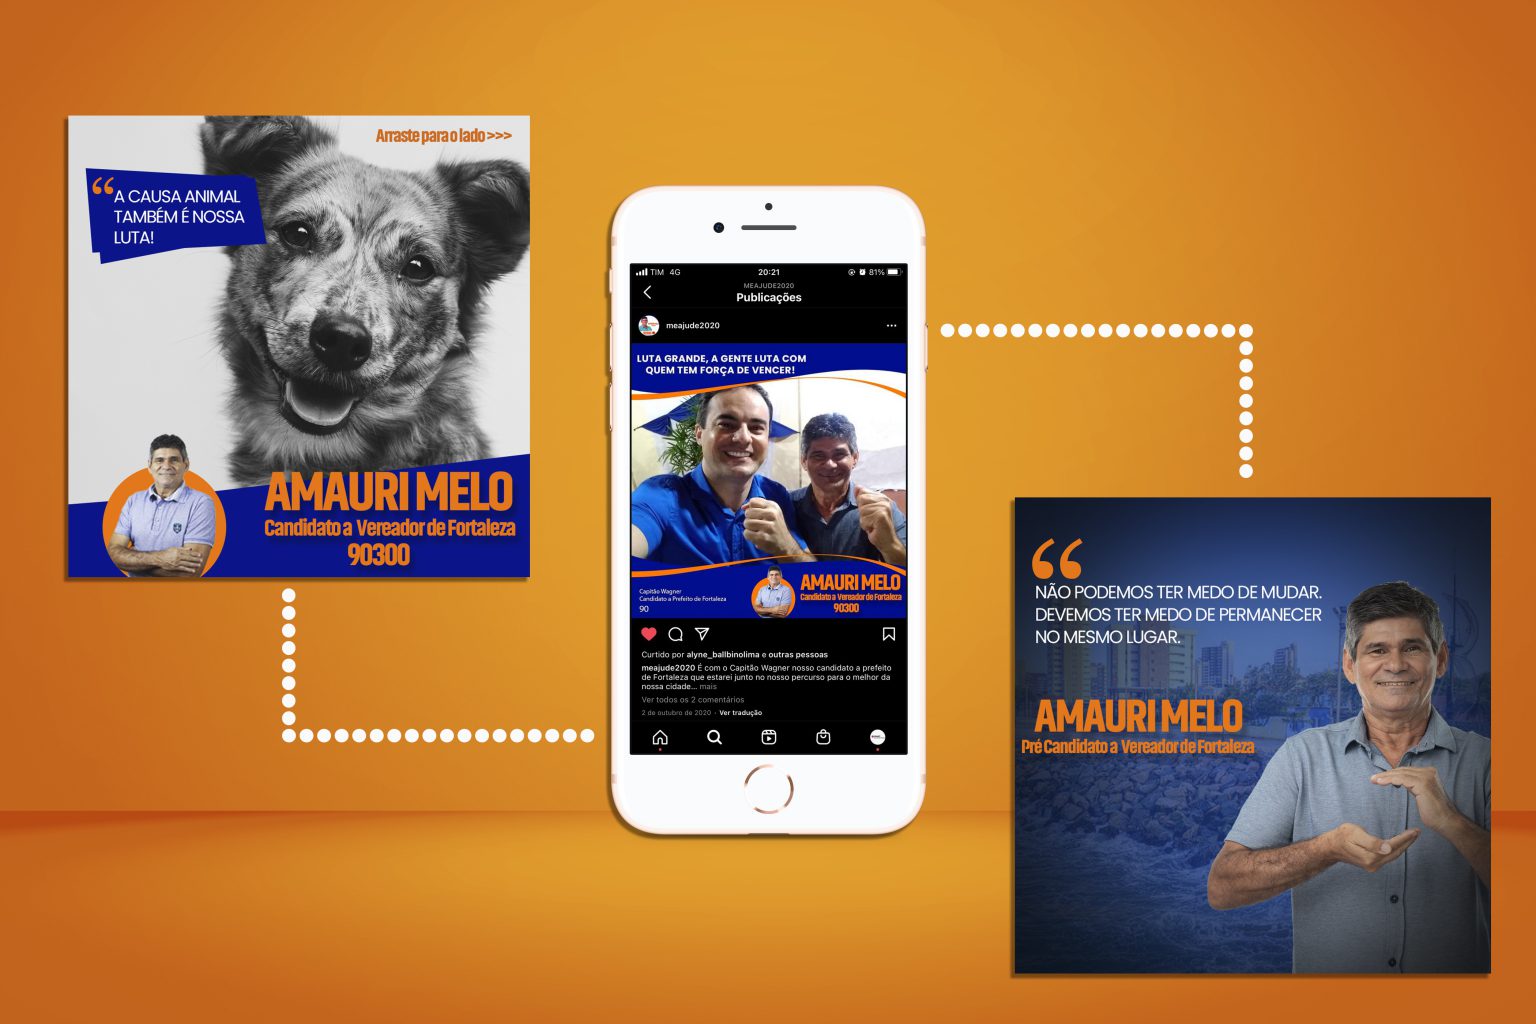 Arraste para o lado >>>
“A CAUSA ANIMAL
TAMBÉM É NOSSA
LUTA!
AMAURI MELO
Candidato a Vereador de Fortaleza
90300
TIM 4G 20:21 81%
MEAJUDE2020
Publicações
meajude2020 ...
LUTA GRANDE, A GENTE LUTA COM
QUEM TEM FORÇA DE VENCER!
Capitão Wagner
Candidato a Prefeito de Fortaleza
90
AMAURI MELO
Candidato a Vereador de Fortaleza
90300
Curtido por alyne_ballbinolima e outras pessoas
meajude2020 É com o Capitão Wagner nosso candidato a prefeito
de Fortaleza que estarei junto no nosso percurso para o melhor da
nossa cidade... mais
Ver todos os 2 comentários
2 de outubro de 2020 · Ver tradução
“
NÃO PODEMOS TER MEDO DE MUDAR.
DEVEMOS TER MEDO DE PERMANECER
NO MESMO LUGAR.
AMAURI MELO
Pré Candidato a Vereador de Fortaleza